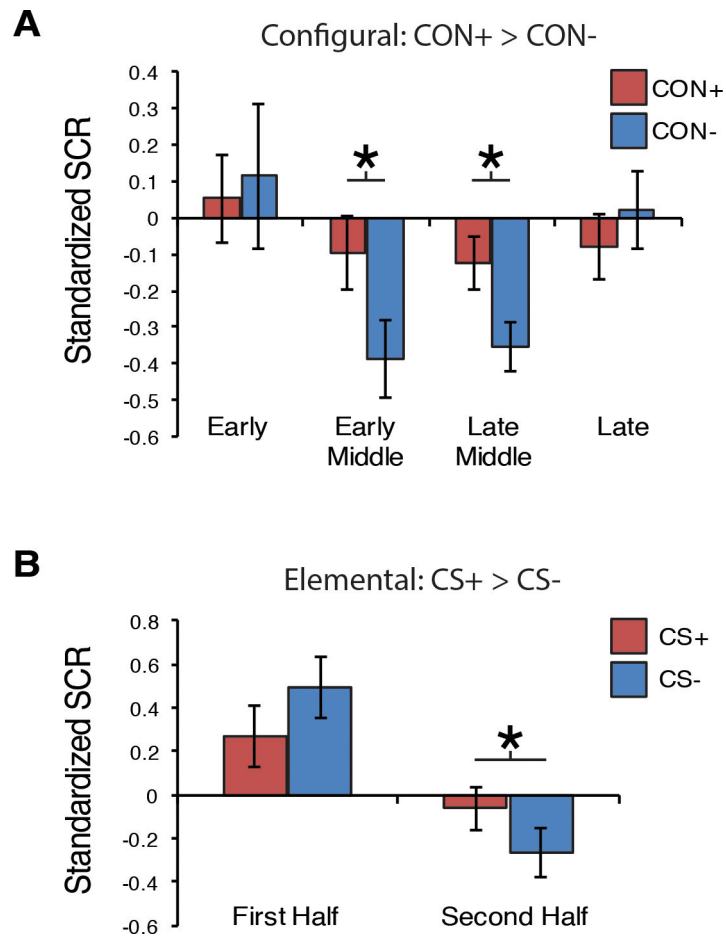 A
Configural: CON+ > CON-
CON+
CON-
Standardized SCR
0.4
0.3
0.2
0.1
0
-0.1
-0.2
-0.3
-0.4
-0.5
-0.6
*
*
Early
Early
Middle
Late
Middle
Late
B
Elemental: CS+ > CS-
CS+
CS-
Standardized SCR
0.8
0.6
0.4
0.2
0
-0.2
-0.4
-0.6
*
First Half
Second Half